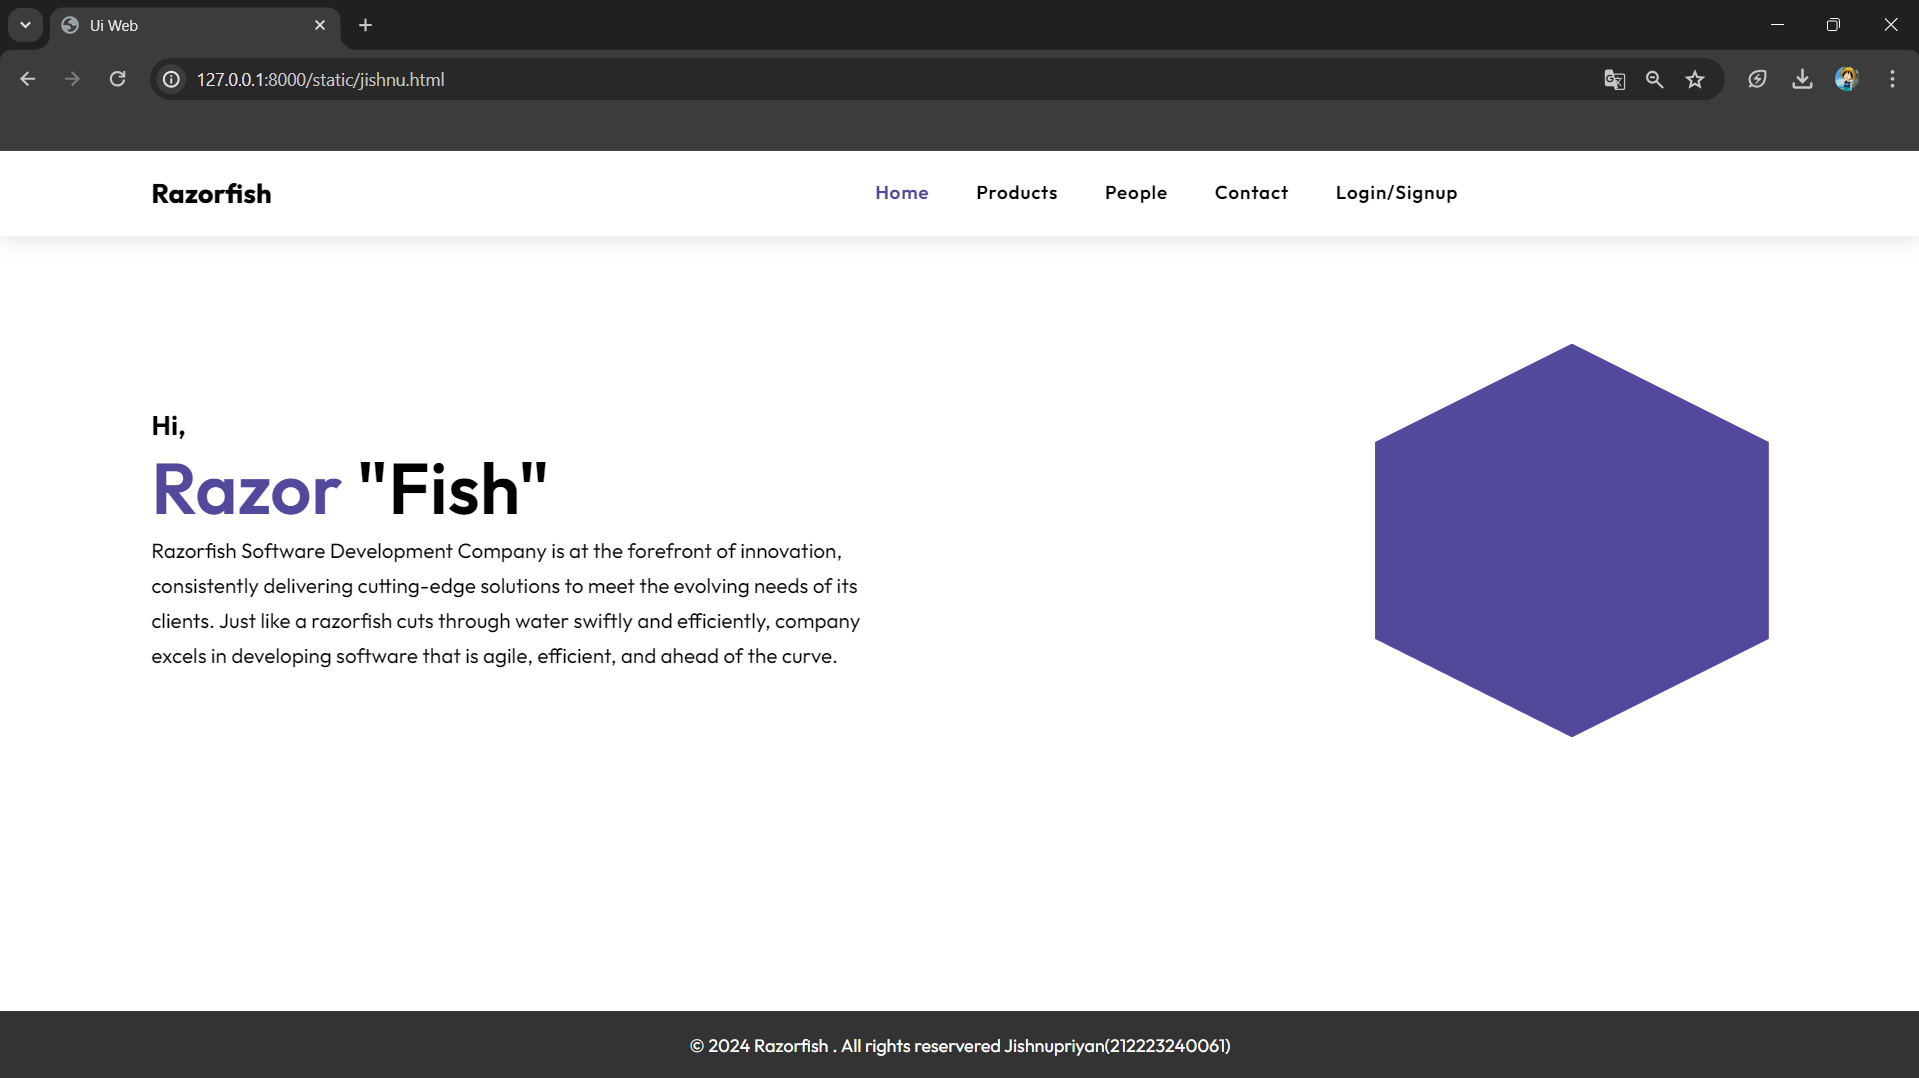 Ui Web
127.0.0.1:8000/static/jishnu.html
Razorfish
Home Products People Contact Login/Signup
Hi,
Razor "Fish"
Razorfish Software Development Company is at the forefront of innovation,
consistently delivering cutting-edge solutions to meet the evolving needs of its
clients. Just like a razorfish cuts through water swiftly and efficiently, company
excels in developing software that is agile, efficient, and ahead of the curve.
© 2024 Razorfish . All rights reservered Jishnupriyan(212223240061)